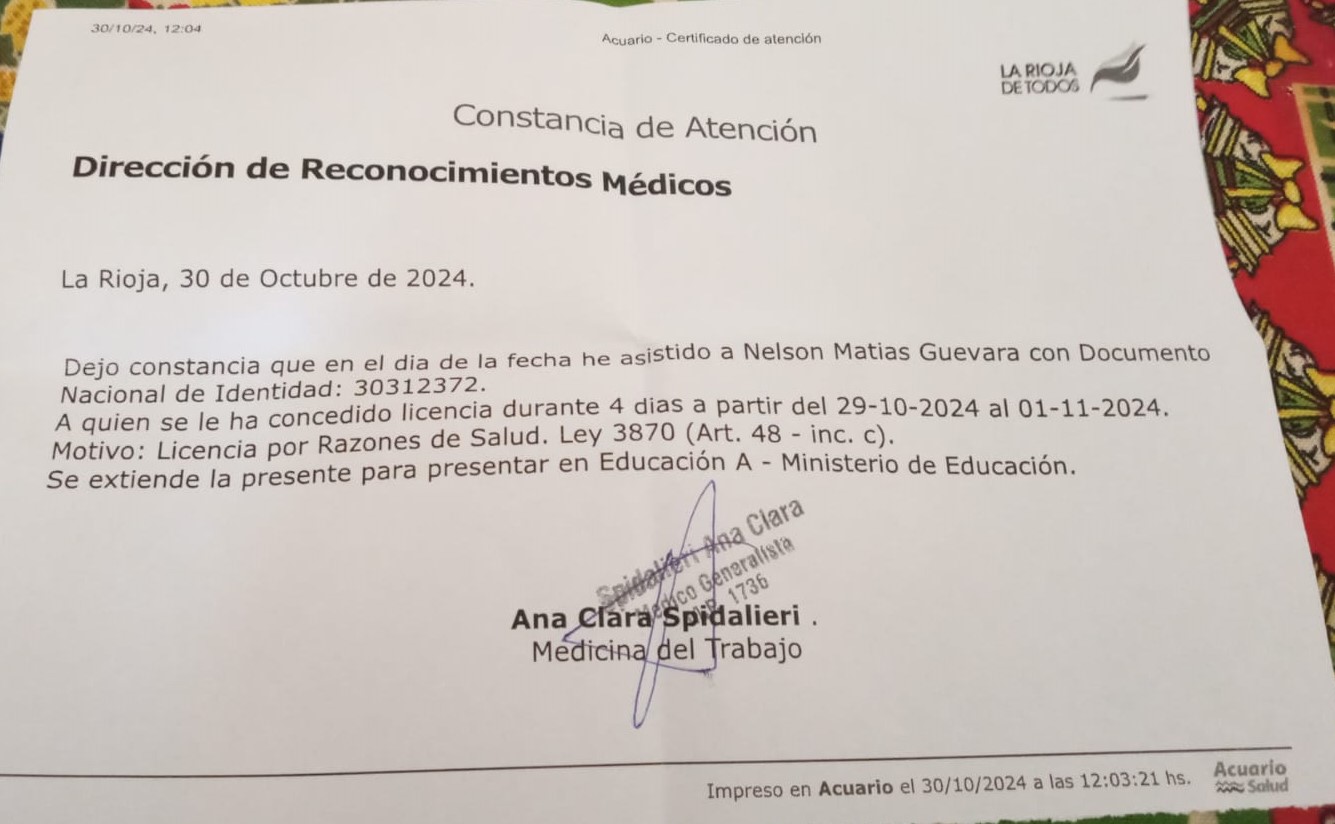 30/10/24, 12:04
Acuario - Certificado de atención
LA RIOJA
DE TODOS
Constancia de Atención
Dirección de Reconocimientos Médicos
La Rioja, 30 de Octubre de 2024.
Dejo constancia que en el dia de la fecha he asistido a Nelson Matias Guevara con Documento
Nacional de Identidad: 30312372.
A quien se le ha concedido licencia durante 4 dias a partir del 29-10-2024 al 01-11-2024.
Motivo: Licencia por Razones de Salud. Ley 3870 (Art. 48 - inc. c).
Se extiende la presente para presentar en Educación A - Ministerio de Educación.
Spidalieri Ana Clara
Médico Generalista
1736
Ana Clara Spidalieri .
Medicina del Trabajo
Impreso en Acuario el 30/10/2024 a las 12:03:21 hs.
Acuario
Salud